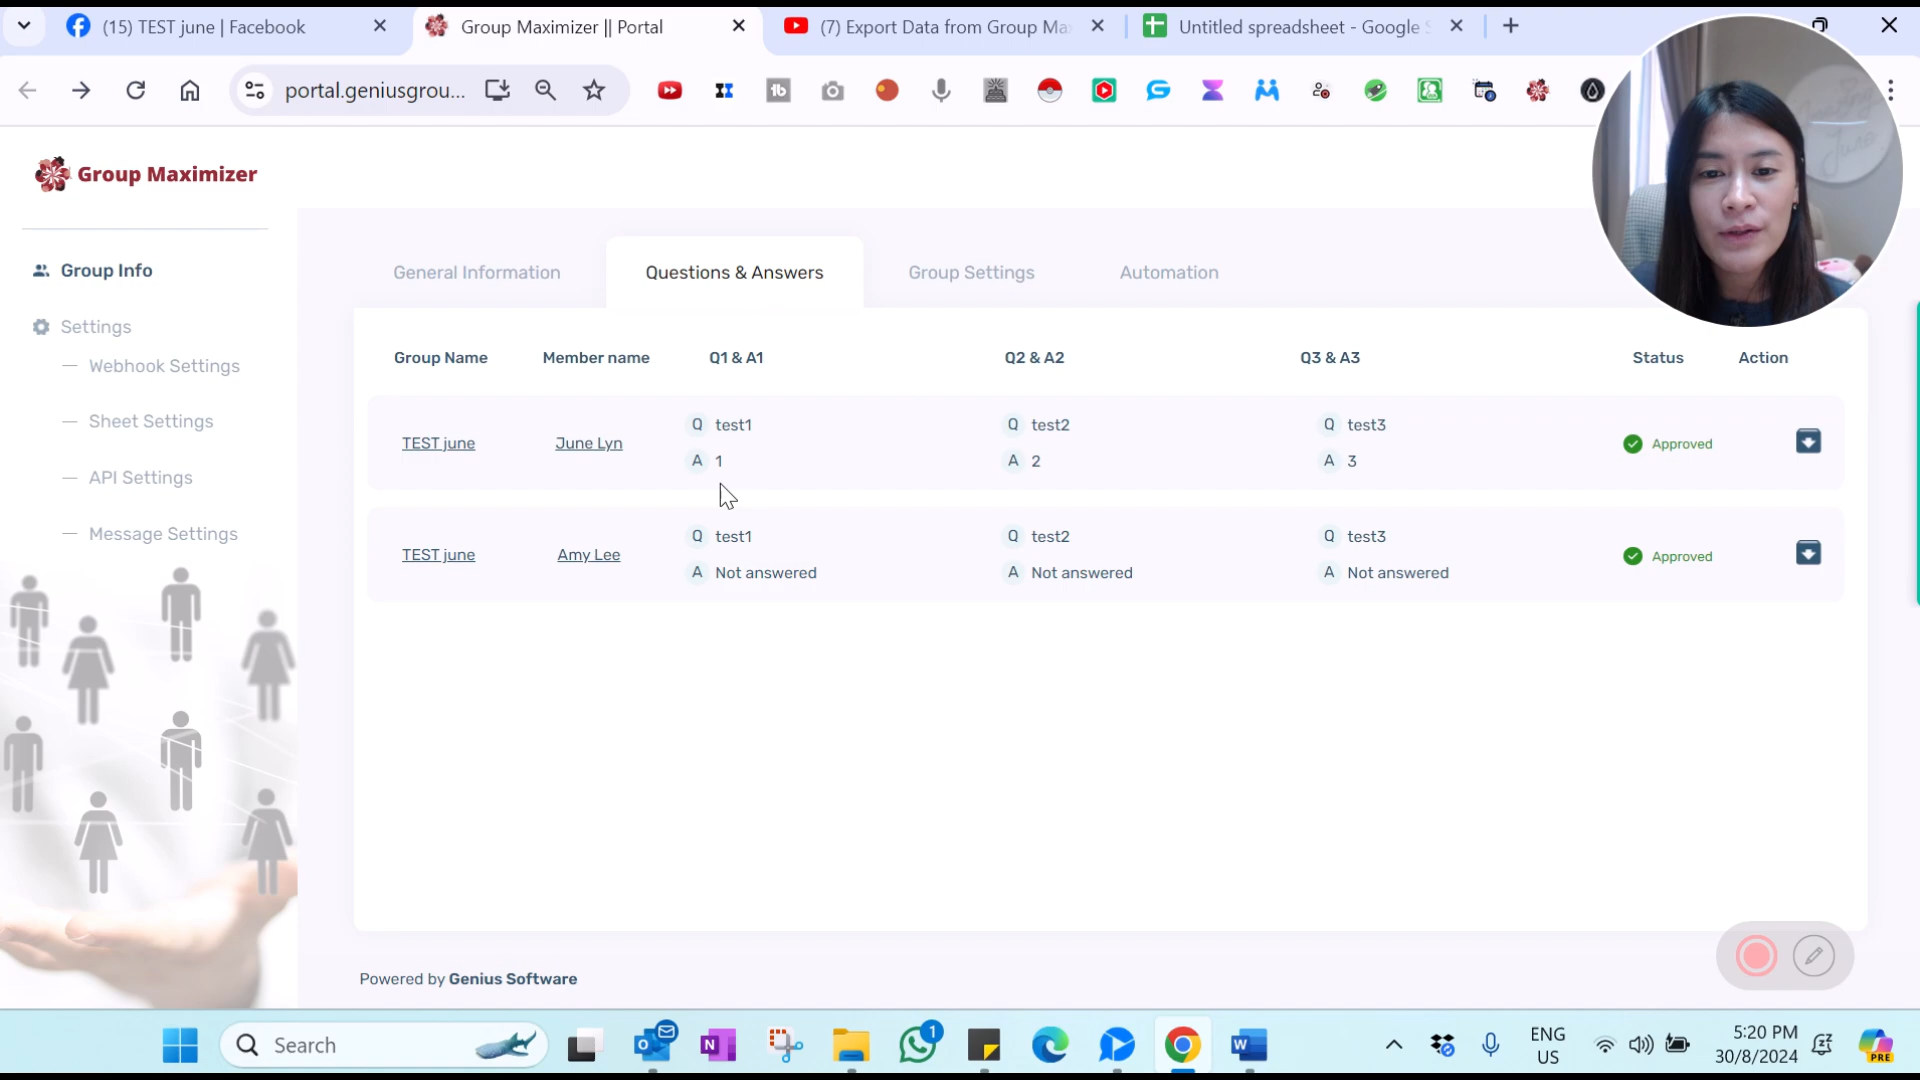 (15) TEST june | Facebook
Group Maximizer || Portal
(7) Export Data from Group Ma
Untitled spreadsheet - Google
portal.geniusgrou...
Group Maximizer
Group Info
Settings
Webhook Settings
Sheet Settings
API Settings
Message Settings
General Information
Questions & Answers
Group Settings
Automation
Group Name Member name Q1 & A1 Q2 & A2 Q3 & A3 Status Action
TEST june June Lyn Q test1 Q test2 Q test3 Approved
A 1 A 2 A 3
TEST june Amy Lee Q test1 Q test2 Q test3 Approved
A Not answered A Not answered A Not answered
Powered by Genius Software
Search
1
ENG
US
5:20 PM
30/8/2024
PRE